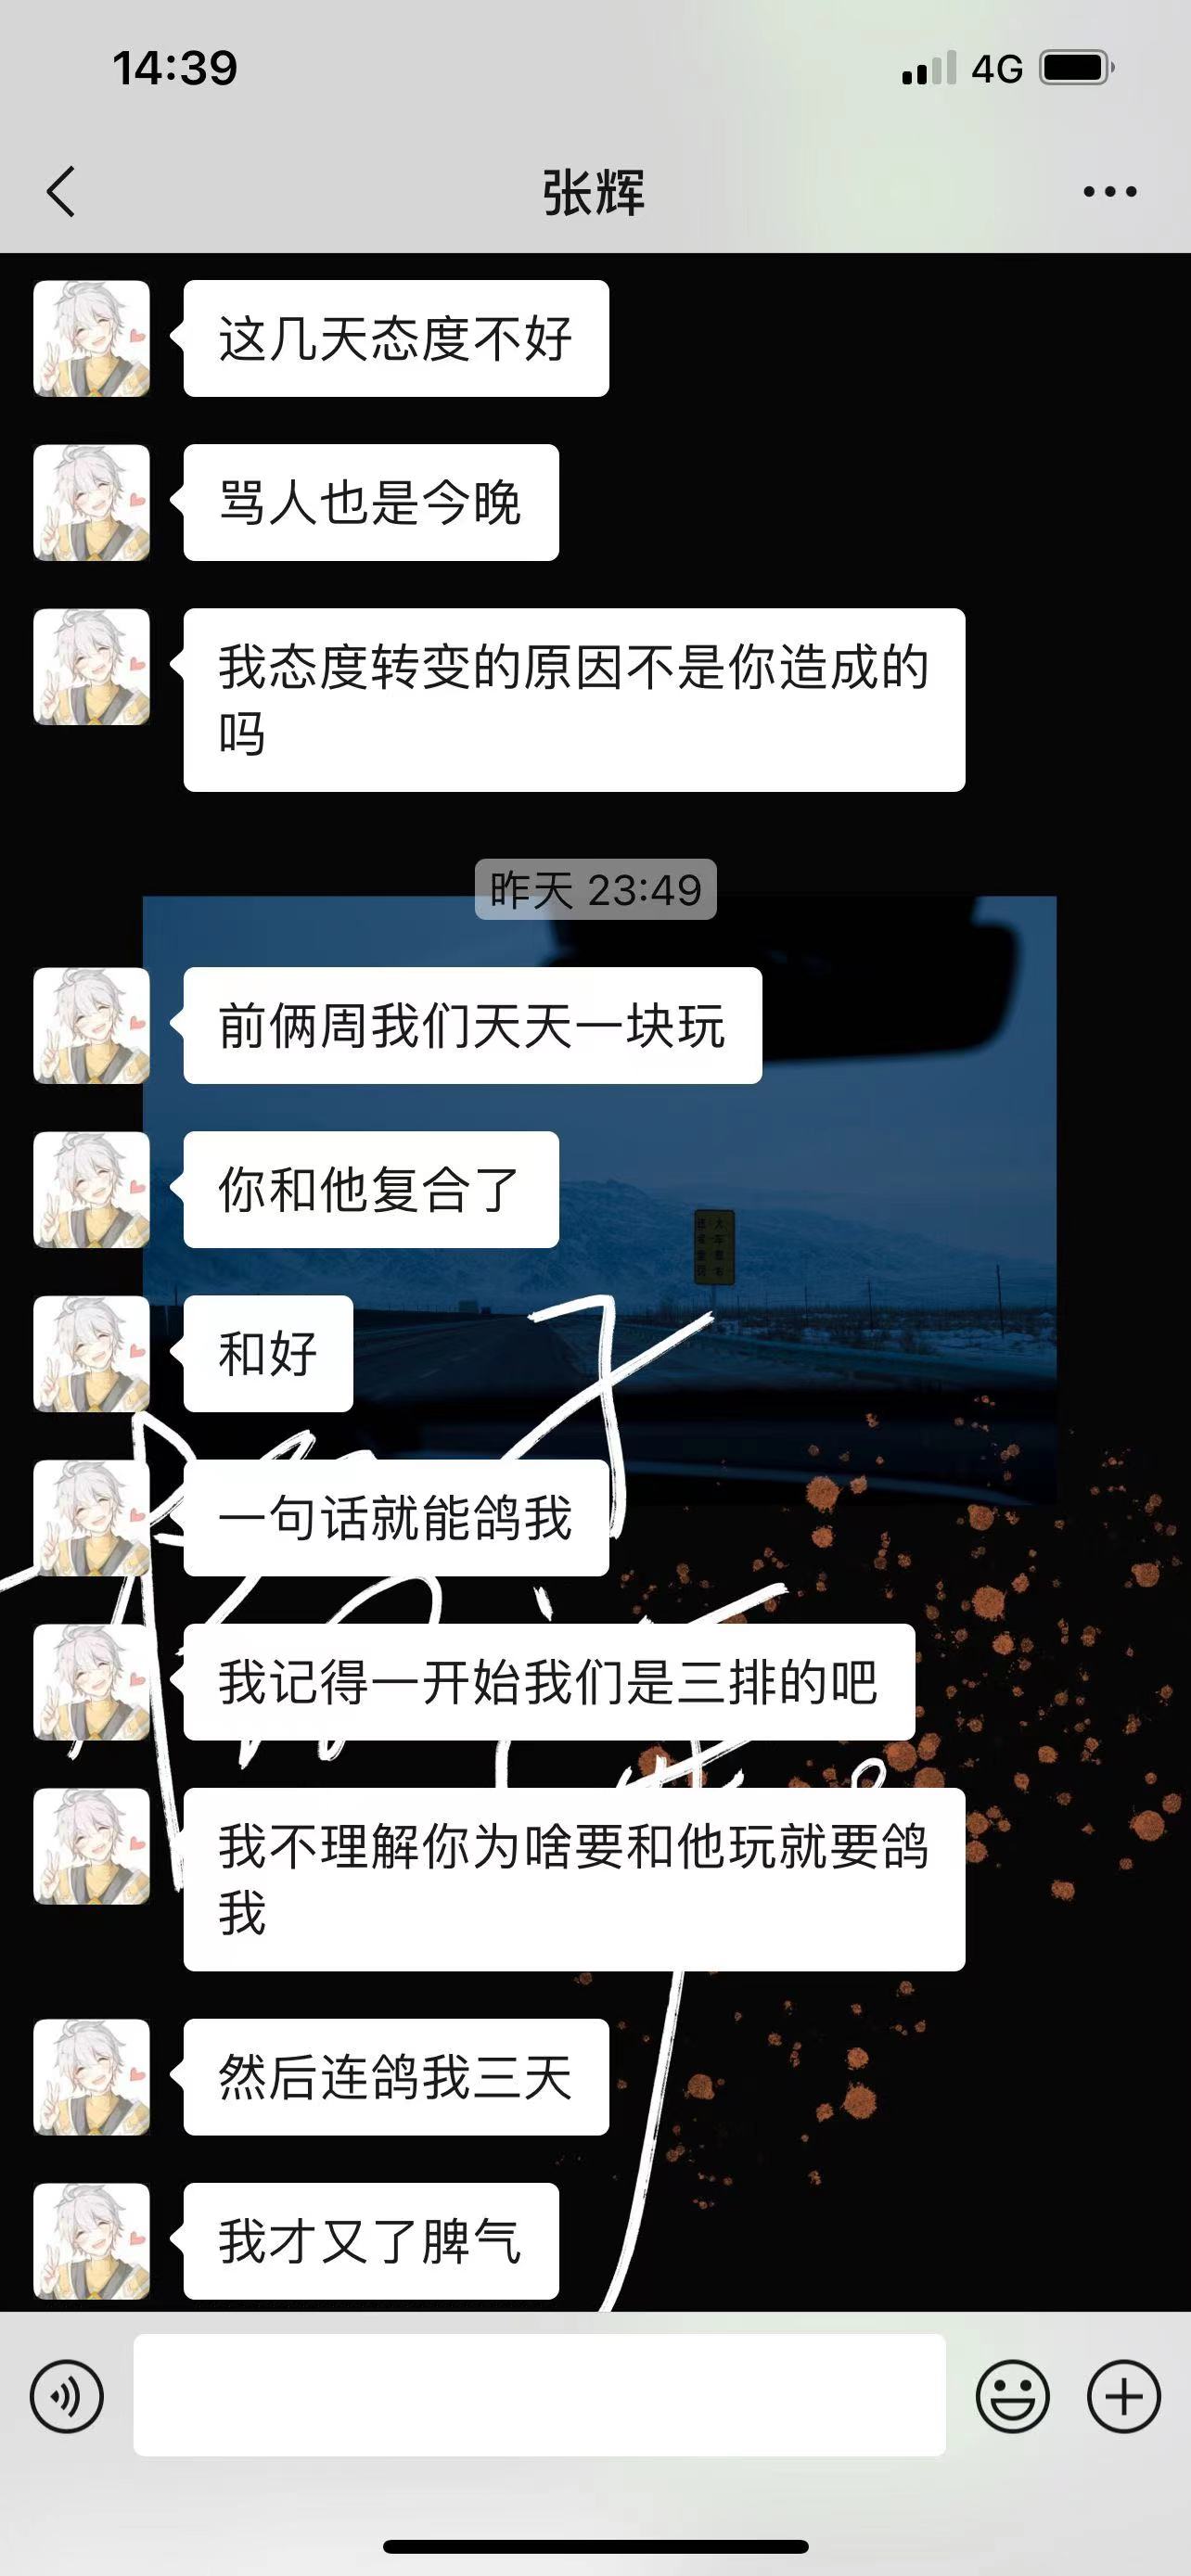 14:39
4G
张辉
这几天态度不好
骂人也是今晚
我态度转变的原因不是你造成的
吗
昨天 23:49
前俩周我们天天一块玩
你和他复合了
和好
一句话就能鸽我
我记得一开始我们是三排的吧
我不理解你为啥要和他玩就要鸽
我
然后连鸽我三天
我才又了脾气